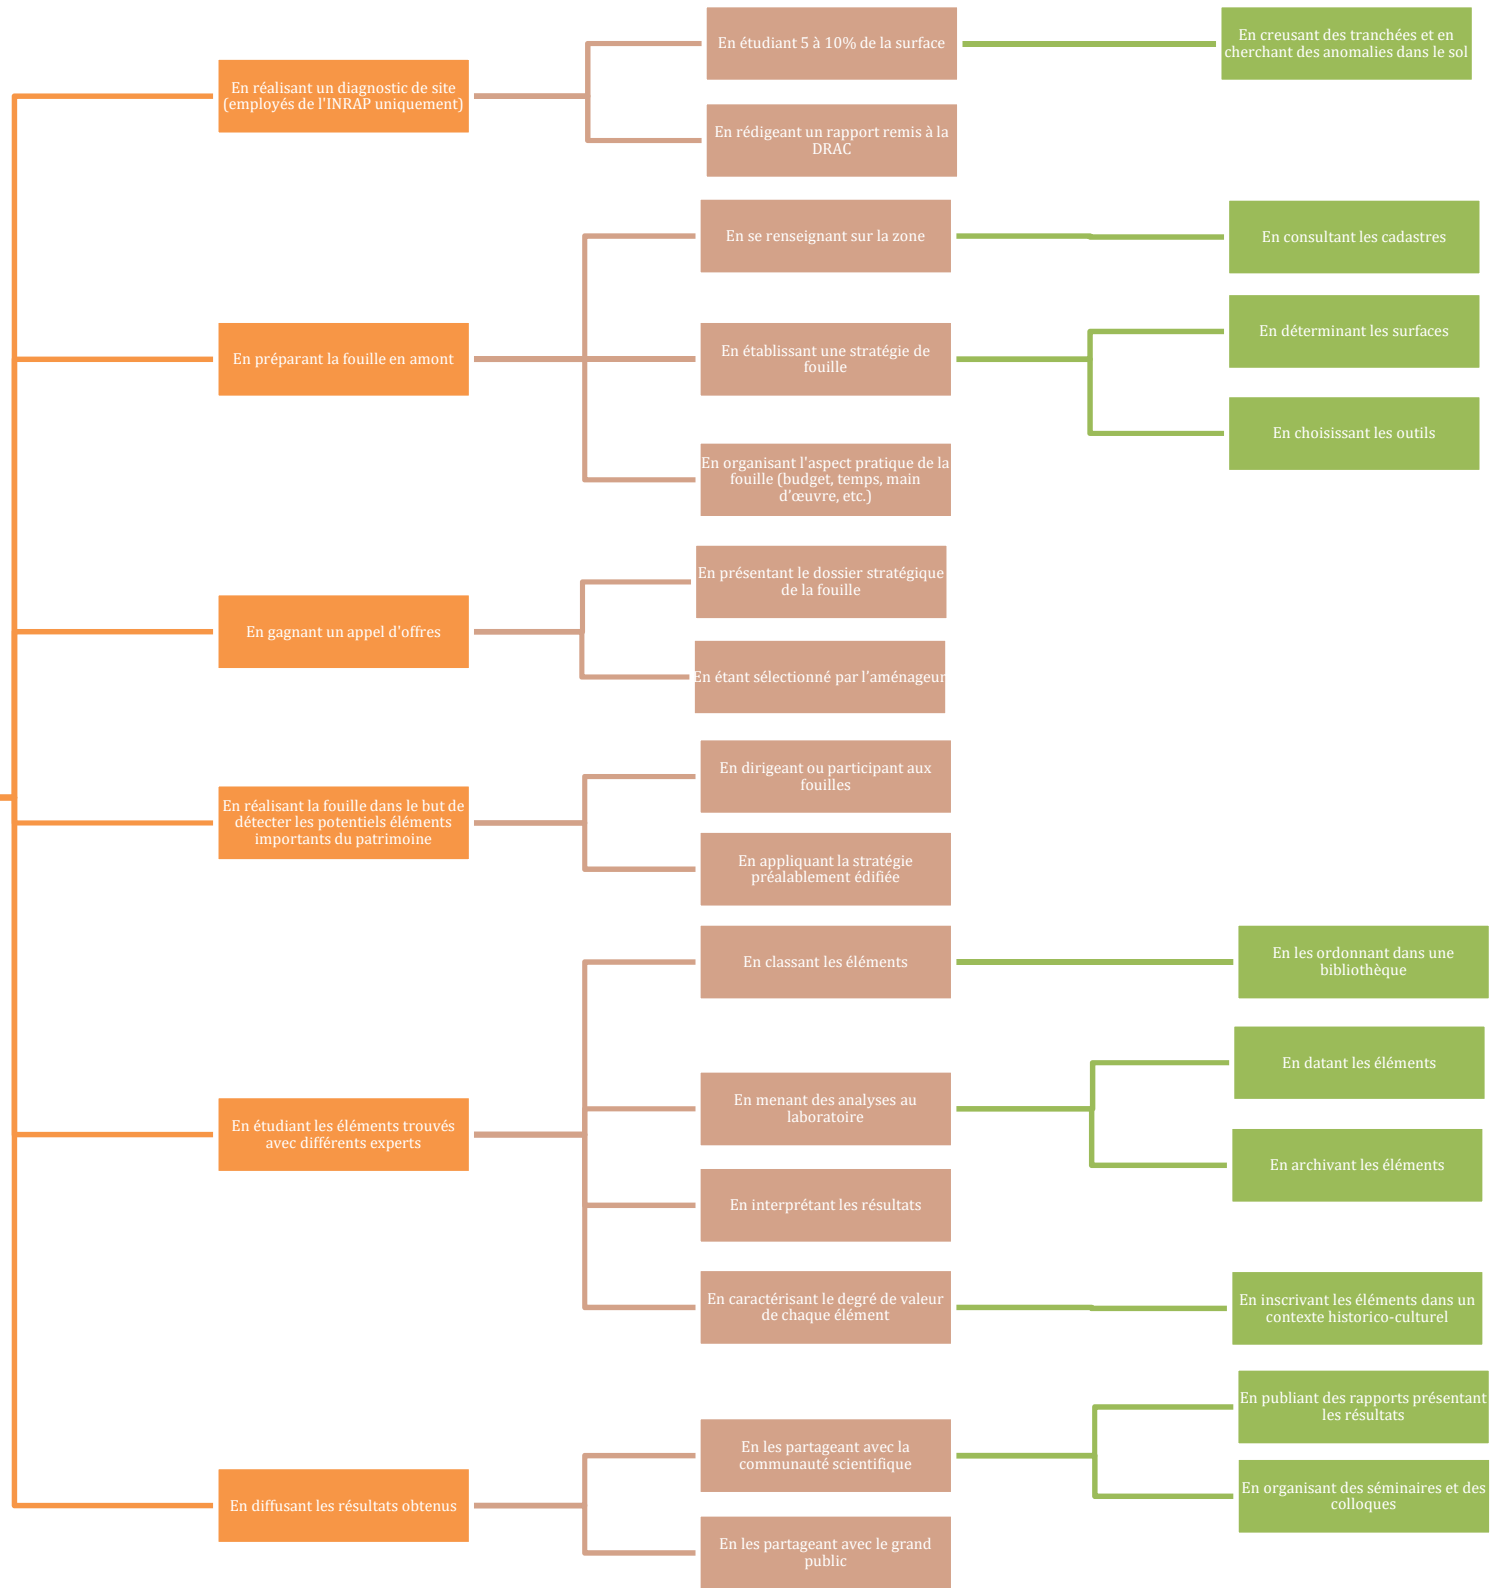 En réalisant un diagnostic de site
(employés de l'INRAP uniquement)
En étudiant 5 à 10% de la surface
En creusant des tranchées et en
cherchant des anomalies dans le sol
En rédigeant un rapport remis à la
DRAC
En préparant la fouille en amont
En se renseignant sur la zone
En consultant les cadastres
En établissant une stratégie de
fouille
En déterminant les surfaces
En choisissant les outils
En organisant l'aspect pratique de la
fouille (budget, temps, main
d'œuvre, etc.)
En gagnant un appel d'offres
En présentant le dossier stratégique
de la fouille
En étant sélectionné par l'aménageur
En réalisant la fouille dans le but de
détecter les potentiels éléments
importants du patrimoine
En dirigeant ou participant aux
fouilles
En appliquant la stratégie
préalablement édifiée
En étudiant les éléments trouvés
avec différents experts
En classant les éléments
En les ordonnant dans une
bibliothèque
En menant des analyses au
laboratoire
En datant les éléments
En archivant les éléments
En interprétant les résultats
En caractérisant le degré de valeur
de chaque élément
En inscrivant les éléments dans un
contexte historico-culturel
En diffusant les résultats obtenus
En les partageant avec la
communauté scientifique
En publiant des rapports présentant
les résultats
En organisant des séminaires et des
colloques
En les partageant avec le grand
public